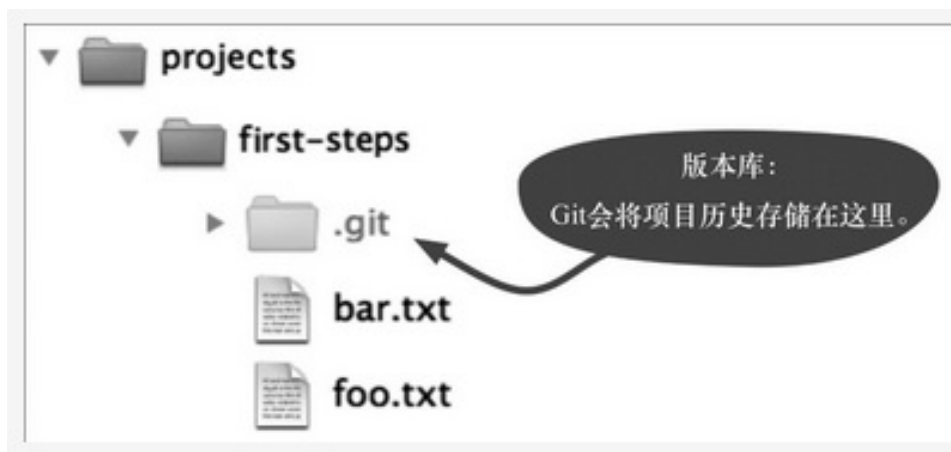 projects
first-steps
版本库:
Git会将项目历史存储在这里。
.git
bar.txt
foo.txt